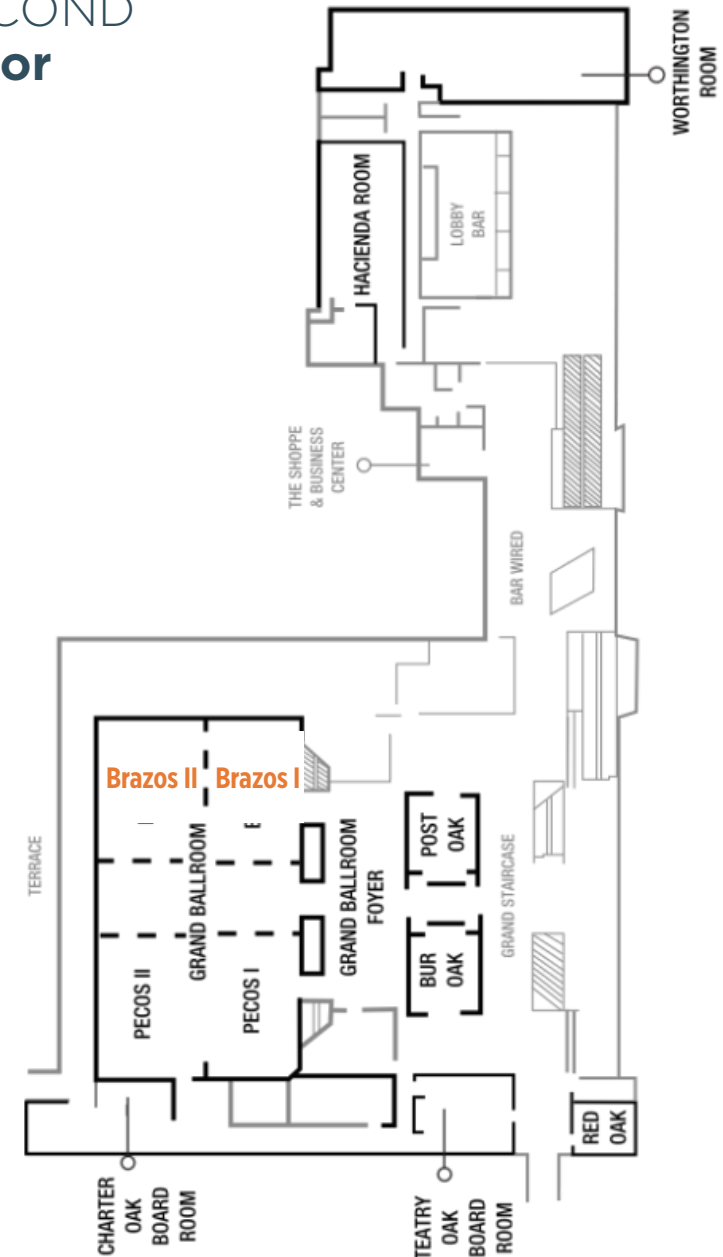 COND
or
WORTHINGTON
ROOM
HACIENDA ROOM
LOBBY
BAR
THE SHOPPE
& BUSINESS
CENTER
BAR WIRED
Brazos II
Brazos I
TERRACE
GRAND BALLROOM
GRAND BALLROOM
FOYER
POST
OAK
GRAND STAIRCASE
PECOS II
PECOS I
BUR
OAK
RED
OAK
CHARTER
OAK
BOARD
ROOM
TEATRY
OAK
BOARD
ROOM